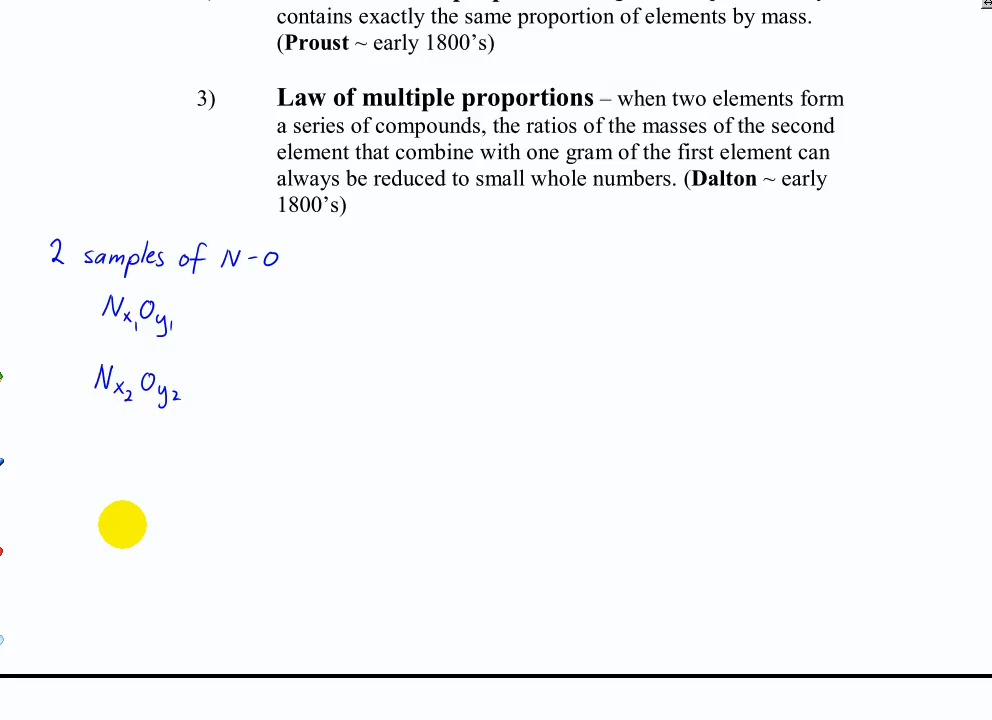 contains exactly the same proportion of elements by mass.
(Proust ~ early 1800’s)
3) Law of multiple proportions – when two elements form
a series of compounds, the ratios of the masses of the second
element that combine with one gram of the first element can
always be reduced to small whole numbers. (Dalton ~ early
1800’s)
2 samples of N-O
Nx₁Oy₁
Nx₂Oy₂